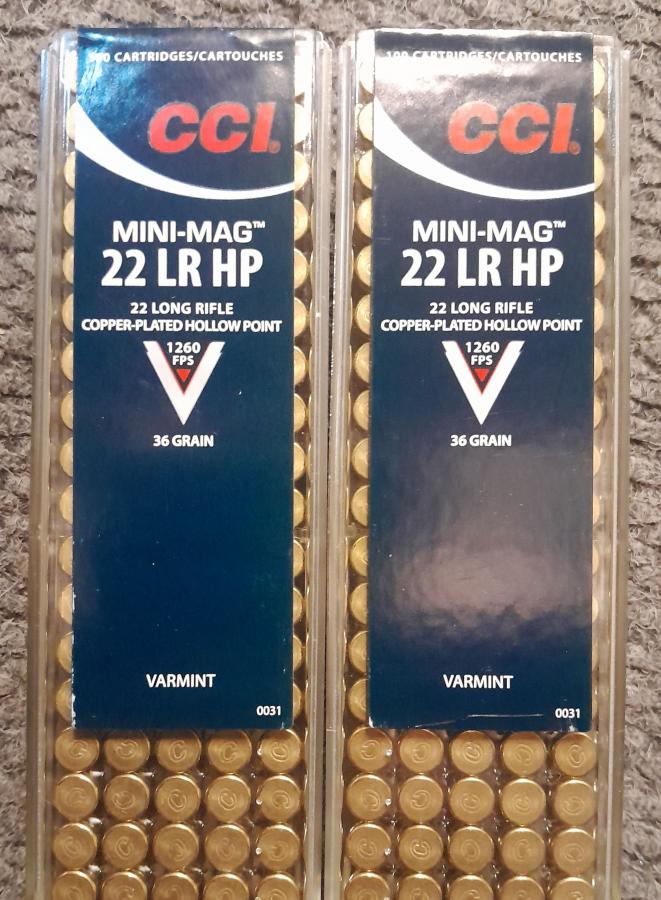 CARTRIDGES/CARTOUCHES
CCI®
MINI-MAG™
22 LR HP
22 LONG RIFLE
COPPER-PLATED HOLLOW POINT
1260
FPS
36 GRAIN
VARMINT
0031
100 CARTRIDGES/CARTOUCHES
CCI®
MINI-MAG™
22 LR HP
22 LONG RIFLE
COPPER-PLATED HOLLOW POINT
1260
FPS
36 GRAIN
VARMINT
0031